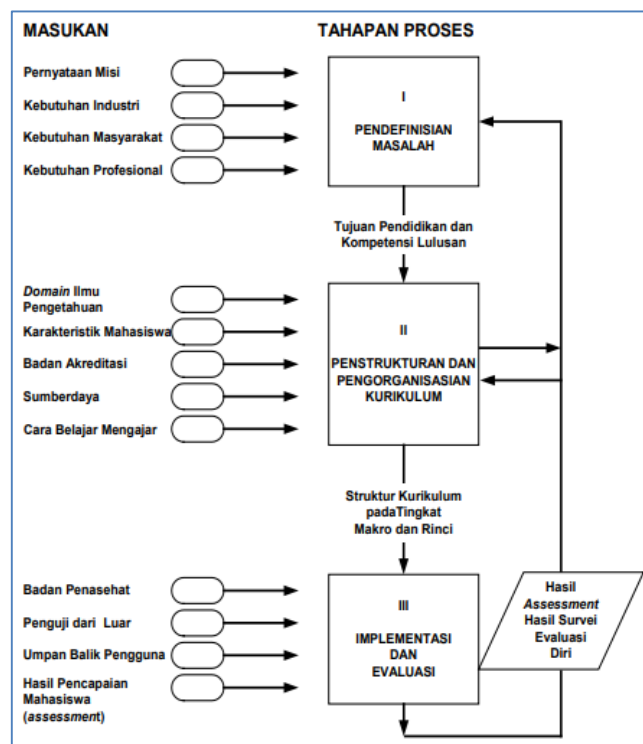 MASUKAN
TAHAPAN PROSES
Pernyataan Misi
Kebutuhan Industri
Kebutuhan Masyarakat
Kebutuhan Profesional
I
PENDEFINISIAN
MASALAH
Tujuan Pendidikan dan
Kompetensi Lulusan
Domain Ilmu
Pengetahuan
Karakteristik Mahasiswa
Badan Akreditasi
Sumberdaya
Cara Belajar Mengajar
II
PENSTRUKTURAN DAN
PENGORGANISASIAN
KURIKULUM
Struktur Kurikulum
padaTingkat
Makro dan Rinci
Badan Penasehat
Penguji dari Luar
Umpan Balik Pengguna
Hasil Pencapaian
Mahasiswa
(assesment)
III
IMPLEMENTASI
DAN
EVALUASI
Hasil
Assessment
Hasil Survei
Evaluasi
Diri